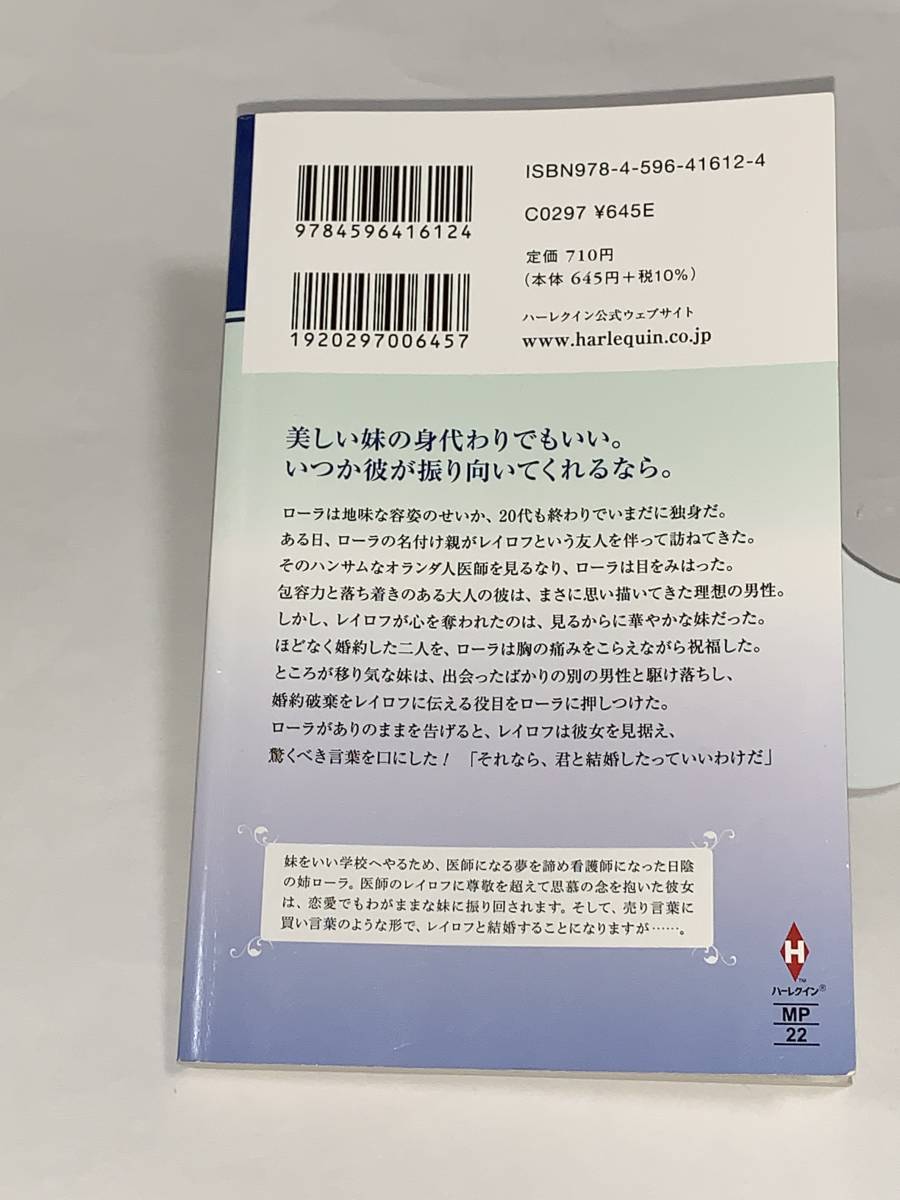 ISBN978-4-596-41612-4
9784596416124
C0297 ¥645E
定価 710円
(本体 645円+税10%)
1920297006457
ハーレクイン公式ウェブサイト
www.harlequin.co.jp
美しい妹の身代わりでもいい。
いつか彼が振り向いてくれるなら。
ローラは地味な容姿のせいか、20代も終わりでいまだに独身だ。
ある日、ローラの名付け親がレイロフという友人を伴って訪ねてきた。
そのハンサムなオランダ人医師を見るなり、ローラは目をみはった。
包容力と落ち着きのある大人の彼は、まさに思い描いてきた理想の男性。
しかし、レイロフが心を奪われたのは、見るからに華やかな妹だった。
ほどなく婚約した二人を、ローラは胸の痛みをこらえながら祝福した。
ところが移り気な妹は、出会ったばかりの別の男性と駆け落ちし、
婚約破棄をレイロフに伝える役目をローラに押しつけた。
ローラがありのままを告げると、レイロフは彼女を見据え、
驚くべき言葉を口にした!「それなら、君と結婚したっていいわけだ」
妹をいい学校へやるため、医師になる夢を諦め看護師になった日陰
の姉ローラ。医師のレイロフに尊敬を超えて思慕の念を抱いた彼女
は、恋愛でもわがままな妹に振り回されます。そして、売り言葉に
買い言葉のような形で、レイロフと結婚することになりますが……。
H
TM
ハーレクイン®
MP
22